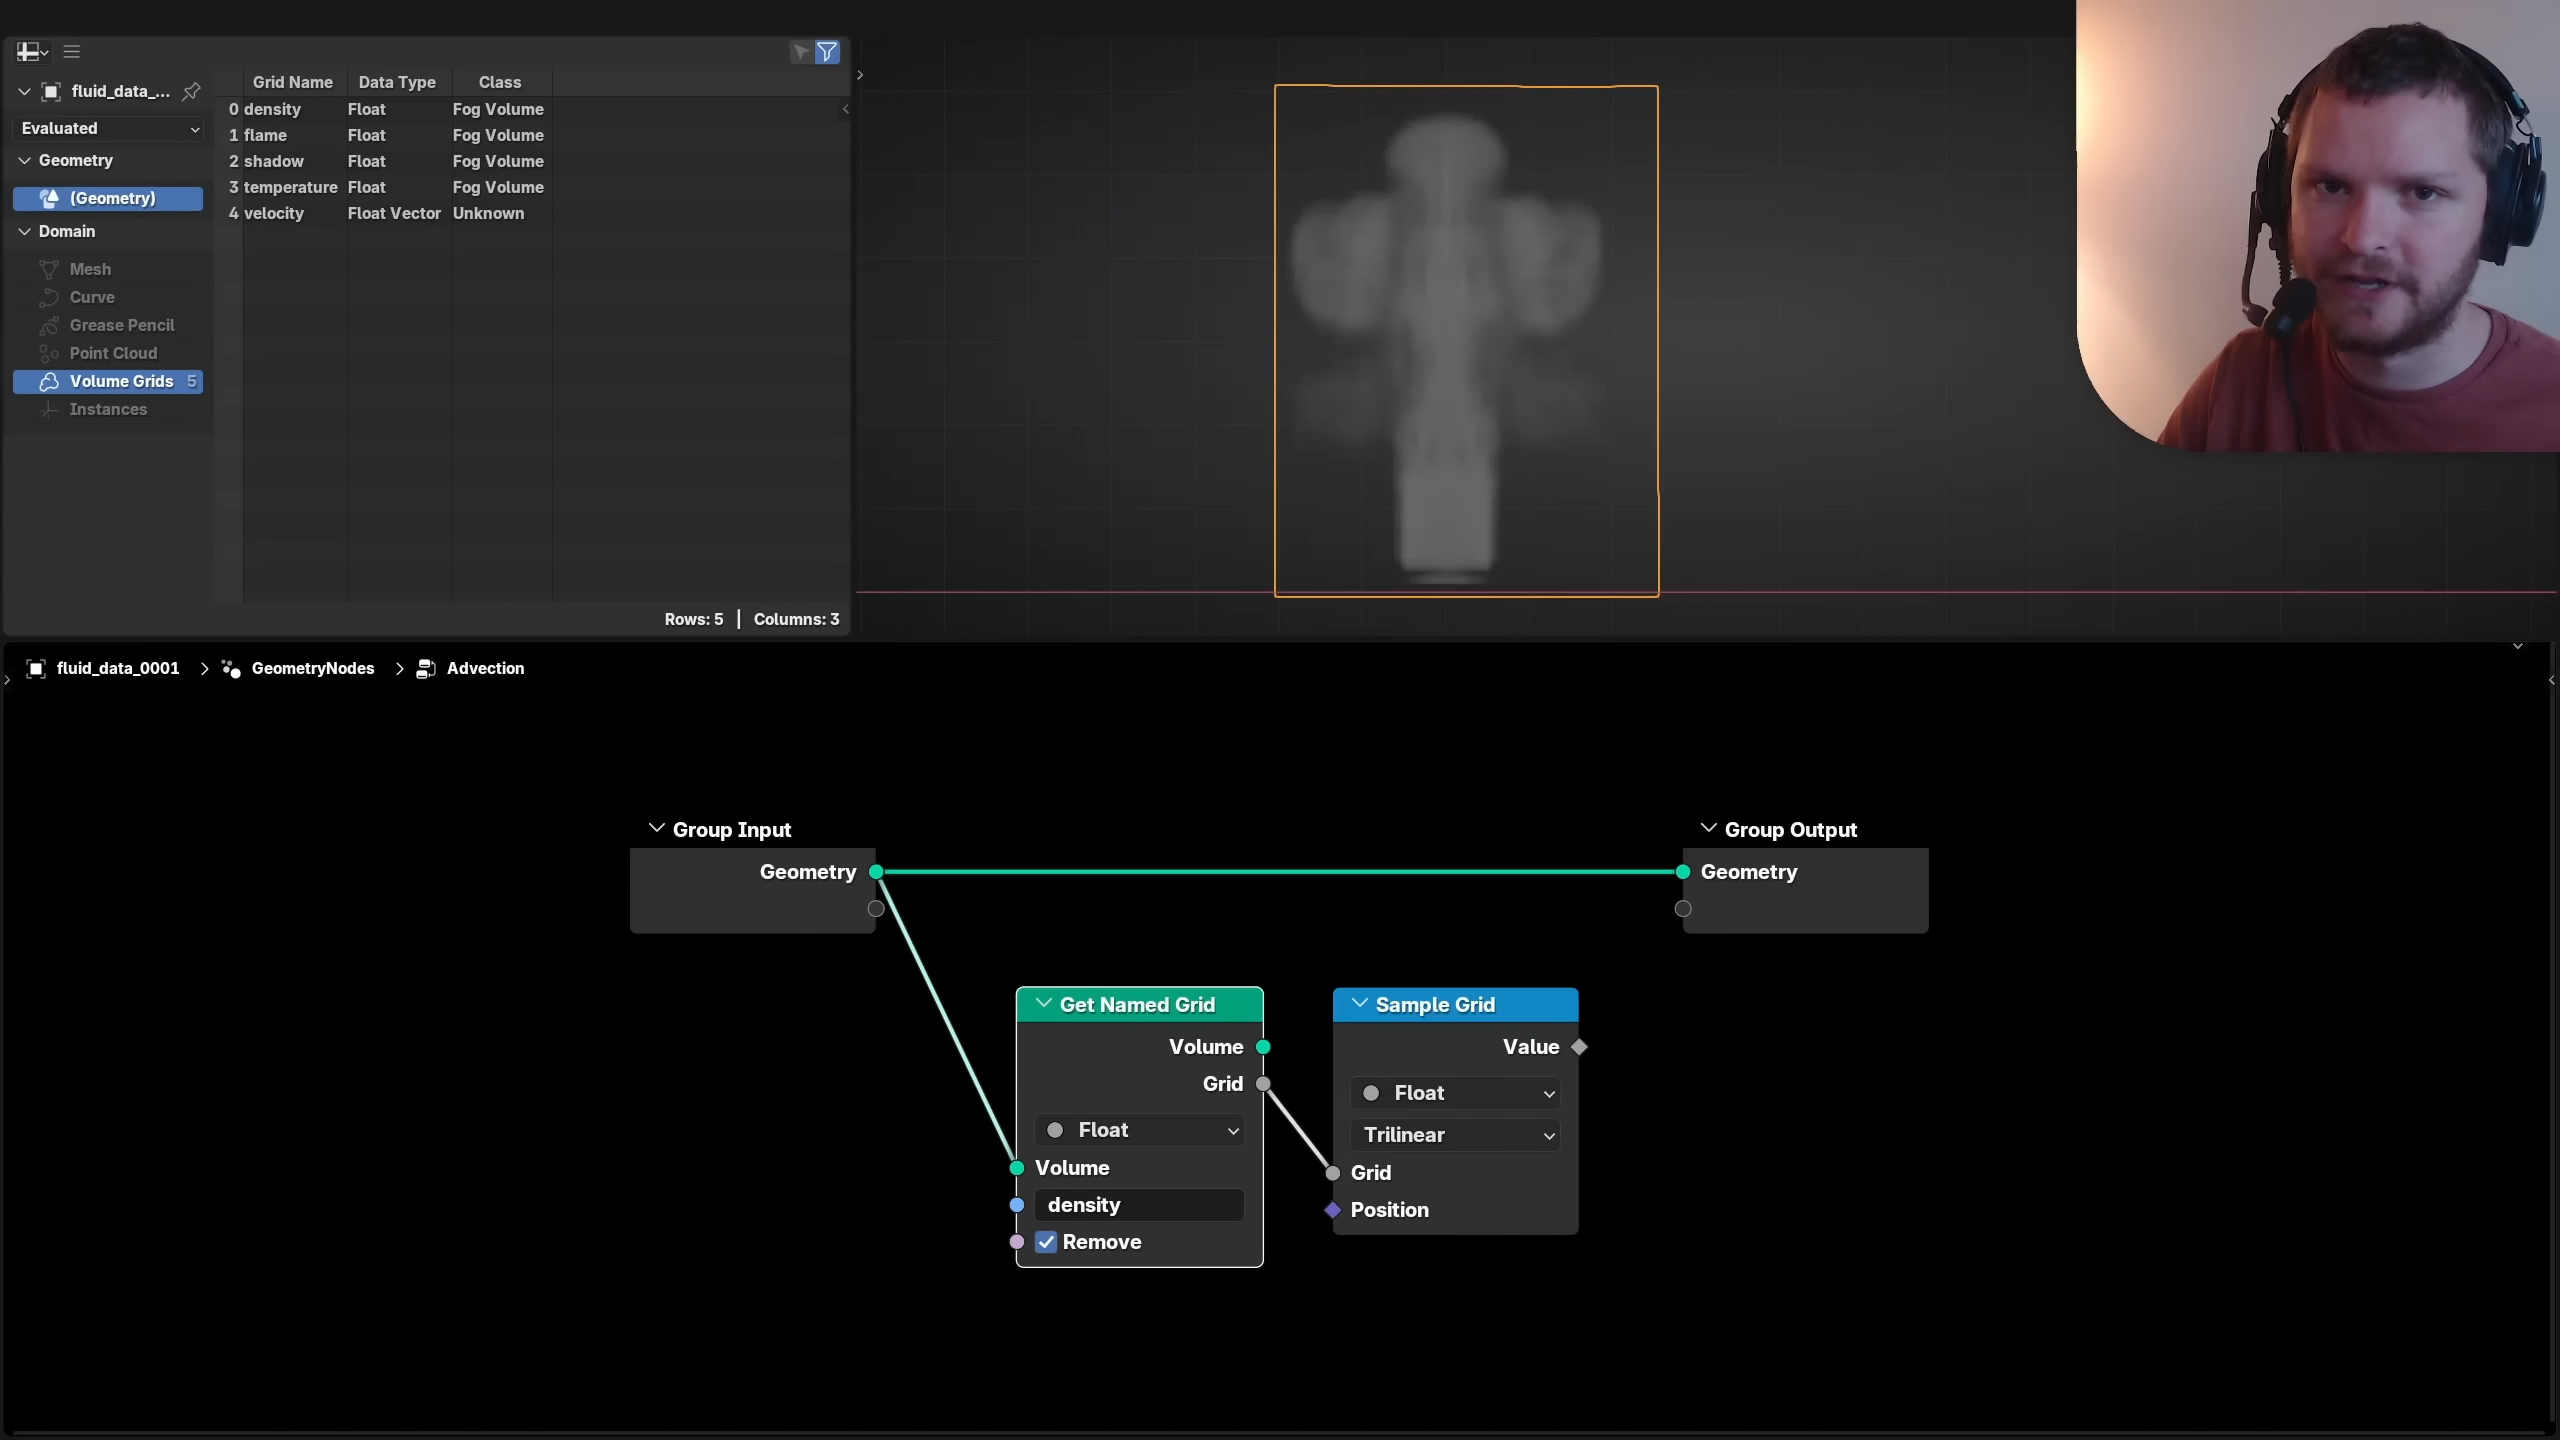 Grid Name Data Type Class
fluid_data_...
0 density Float Fog Volume
Evaluated
1 flame Float Fog Volume
Geometry
2 shadow Float Fog Volume
(Geometry)
3 temperature Float Fog Volume
4 velocity Float Vector Unknown
Domain
Mesh
Curve
Grease Pencil
Point Cloud
Volume Grids 5
Instances
Rows: 5 | Columns: 3
fluid_data_0001 > GeometryNodes > Advection
Group Input
Geometry
Group Output
Geometry
Get Named Grid
Volume
Grid
Float
Volume
density
Remove
Sample Grid
Value
Float
Trilinear
Grid
Position